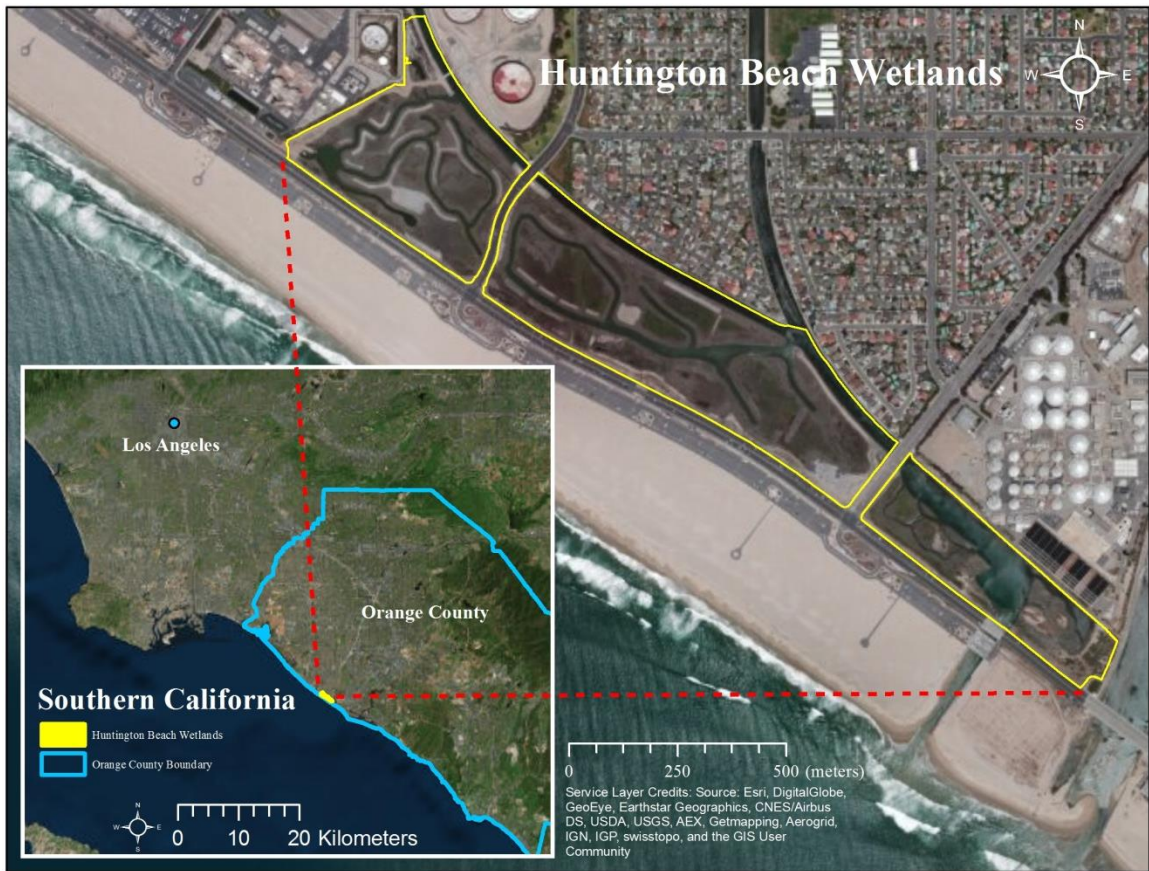 Huntington Beach Wetlands
N
W E
S
Los Angeles
Orange County
Southern California
Huntington Beach Wetlands
Orange County Boundary
N
W E
S
0 10 20 Kilometers
0 250 500 (meters)
Service Layer Credits: Source: Esri, DigitalGlobe,
GeoEye, Earthstar Geographics, CNES/Airbus
DS, USDA, USGS, AEX, Getmapping, Aerogrid,
IGN, IGP, swisstopo, and the GIS User
Community